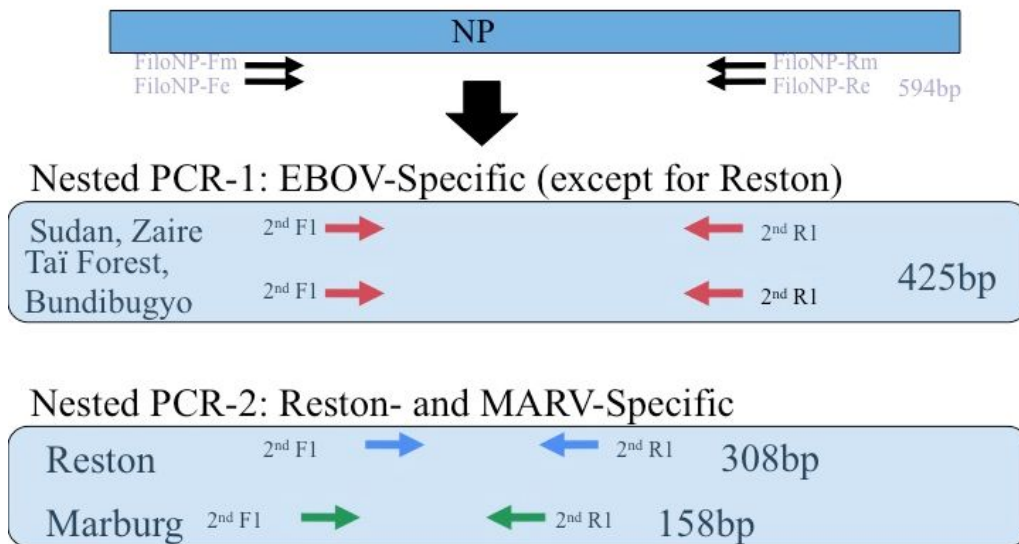 NP
FiloNP-Fm FiloNP-Rm
FiloNP-Fe FiloNP-Re 594bp
Nested PCR-1: EBOV-Specific (except for Reston)
Sudan, Zaire 2nd F1 2nd R1
Taï Forest,
425bp
Bundibugyo 2nd F1 2nd R1
Nested PCR-2: Reston- and MARV-Specific
Reston 2nd F1 2nd R1 308bp
Marburg 2nd F1 2nd R1 158bp